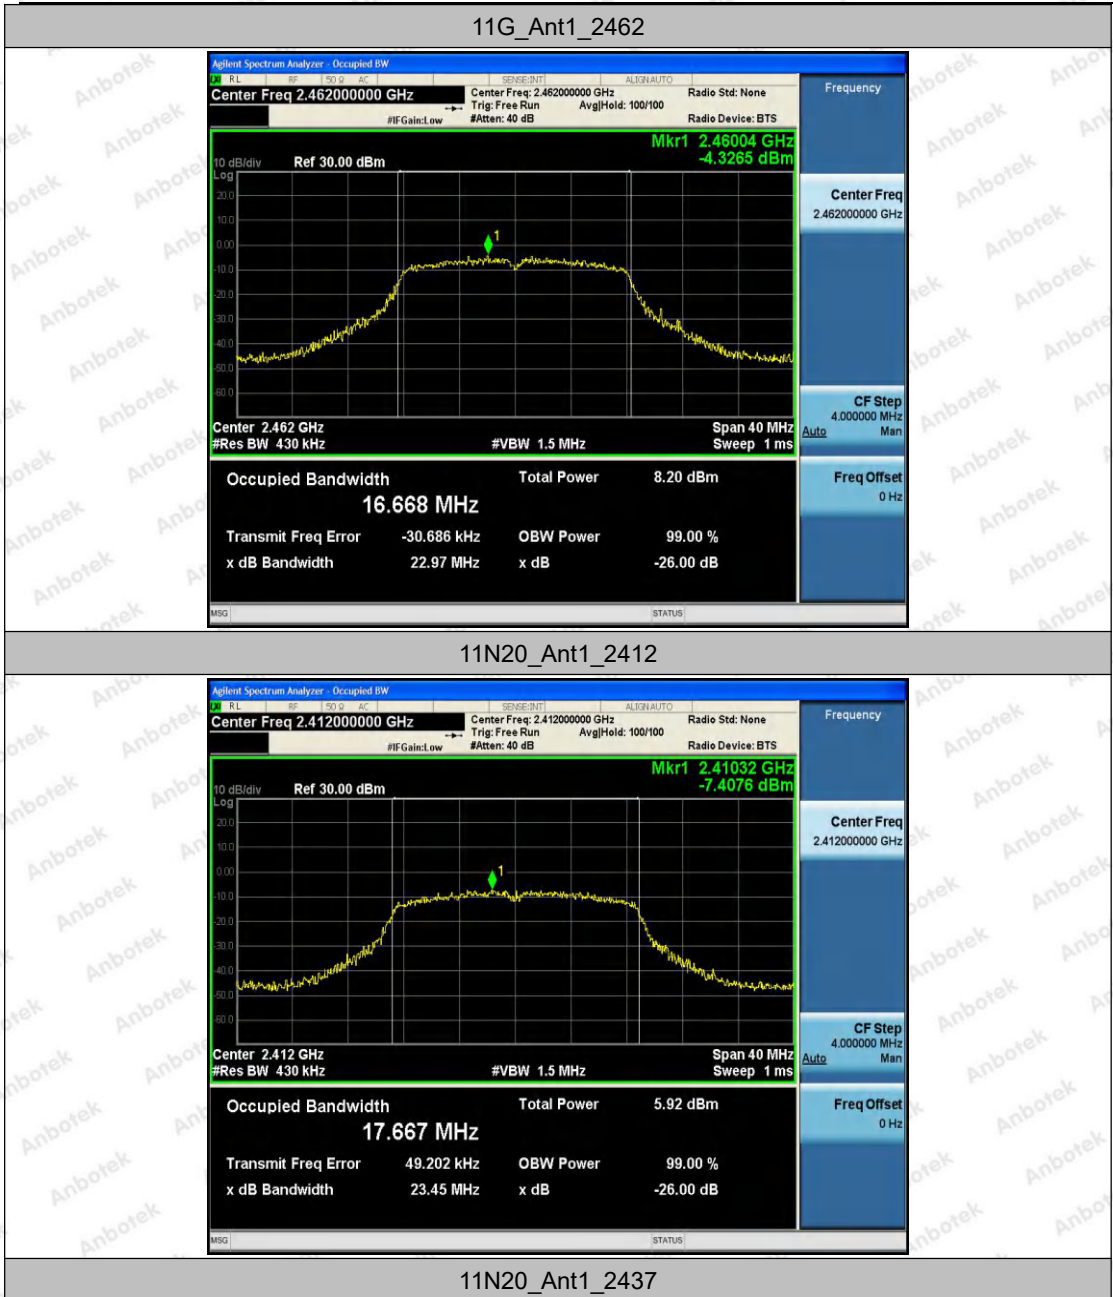 11G_Ant1_2462
Agilent Spectrum Analyzer - Occupied BW
RL RF 50 Ω AC SENSE:INT ALIGNAUTO
Center Freq 2.462000000 GHz
Center Freq: 2.462000000 GHz
Radio Std: None
Trig: Free Run Avg|Hold: 100/100
#IFGain:Low #Atten: 40 dB Radio Device: BTS
Mkr1 2.46004 GHz
-4.3265 dBm
10 dB/div Ref 30.00 dBm
Log
20.0
10.0
0.00
-10.0
-20.0
-30.0
-40.0
-50.0
-60.0
1
Center 2.462 GHz Span 40 MHz
#Res BW 430 kHz #VBW 1.5 MHz Sweep 1 ms
Occupied Bandwidth Total Power 8.20 dBm
16.668 MHz
Transmit Freq Error -30.686 kHz OBW Power 99.00 %
x dB Bandwidth 22.97 MHz x dB -26.00 dB
MSG STATUS
Frequency
Center Freq
2.462000000 GHz
CF Step
4.000000 MHz
Auto Man
Freq Offset
0 Hz
11N20_Ant1_2412
Agilent Spectrum Analyzer - Occupied BW
RL RF 50 Ω AC SENSE:INT ALIGNAUTO
Center Freq 2.412000000 GHz
Center Freq: 2.412000000 GHz
Radio Std: None
Trig: Free Run Avg|Hold: 100/100
#IFGain:Low #Atten: 40 dB Radio Device: BTS
Mkr1 2.41032 GHz
-7.4076 dBm
10 dB/div Ref 30.00 dBm
Log
20.0
10.0
0.00
-10.0
-20.0
-30.0
-40.0
-50.0
-60.0
1
Center 2.412 GHz Span 40 MHz
#Res BW 430 kHz #VBW 1.5 MHz Sweep 1 ms
Occupied Bandwidth Total Power 5.92 dBm
17.667 MHz
Transmit Freq Error 49.202 kHz OBW Power 99.00 %
x dB Bandwidth 23.45 MHz x dB -26.00 dB
MSG STATUS
Frequency
Center Freq
2.412000000 GHz
CF Step
4.000000 MHz
Auto Man
Freq Offset
0 Hz
11N20_Ant1_2437